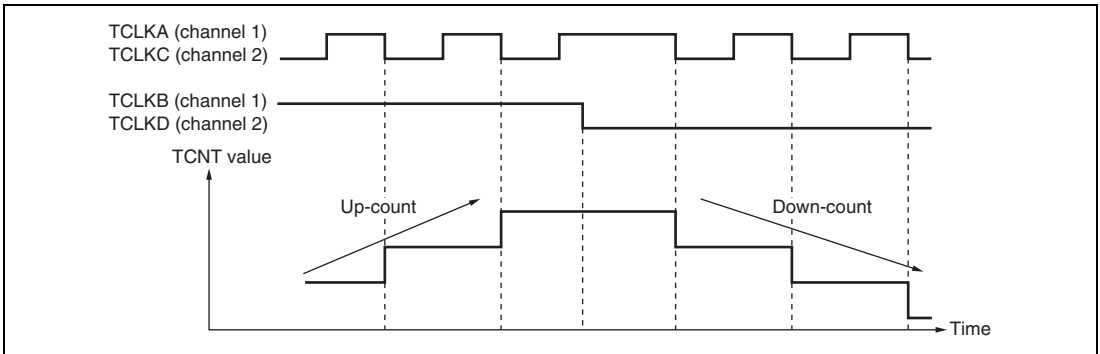 TCLKA (channel 1)
TCLKC (channel 2)
TCLKB (channel 1)
TCLKD (channel 2)
TCNT value
Up-count
Down-count
Time